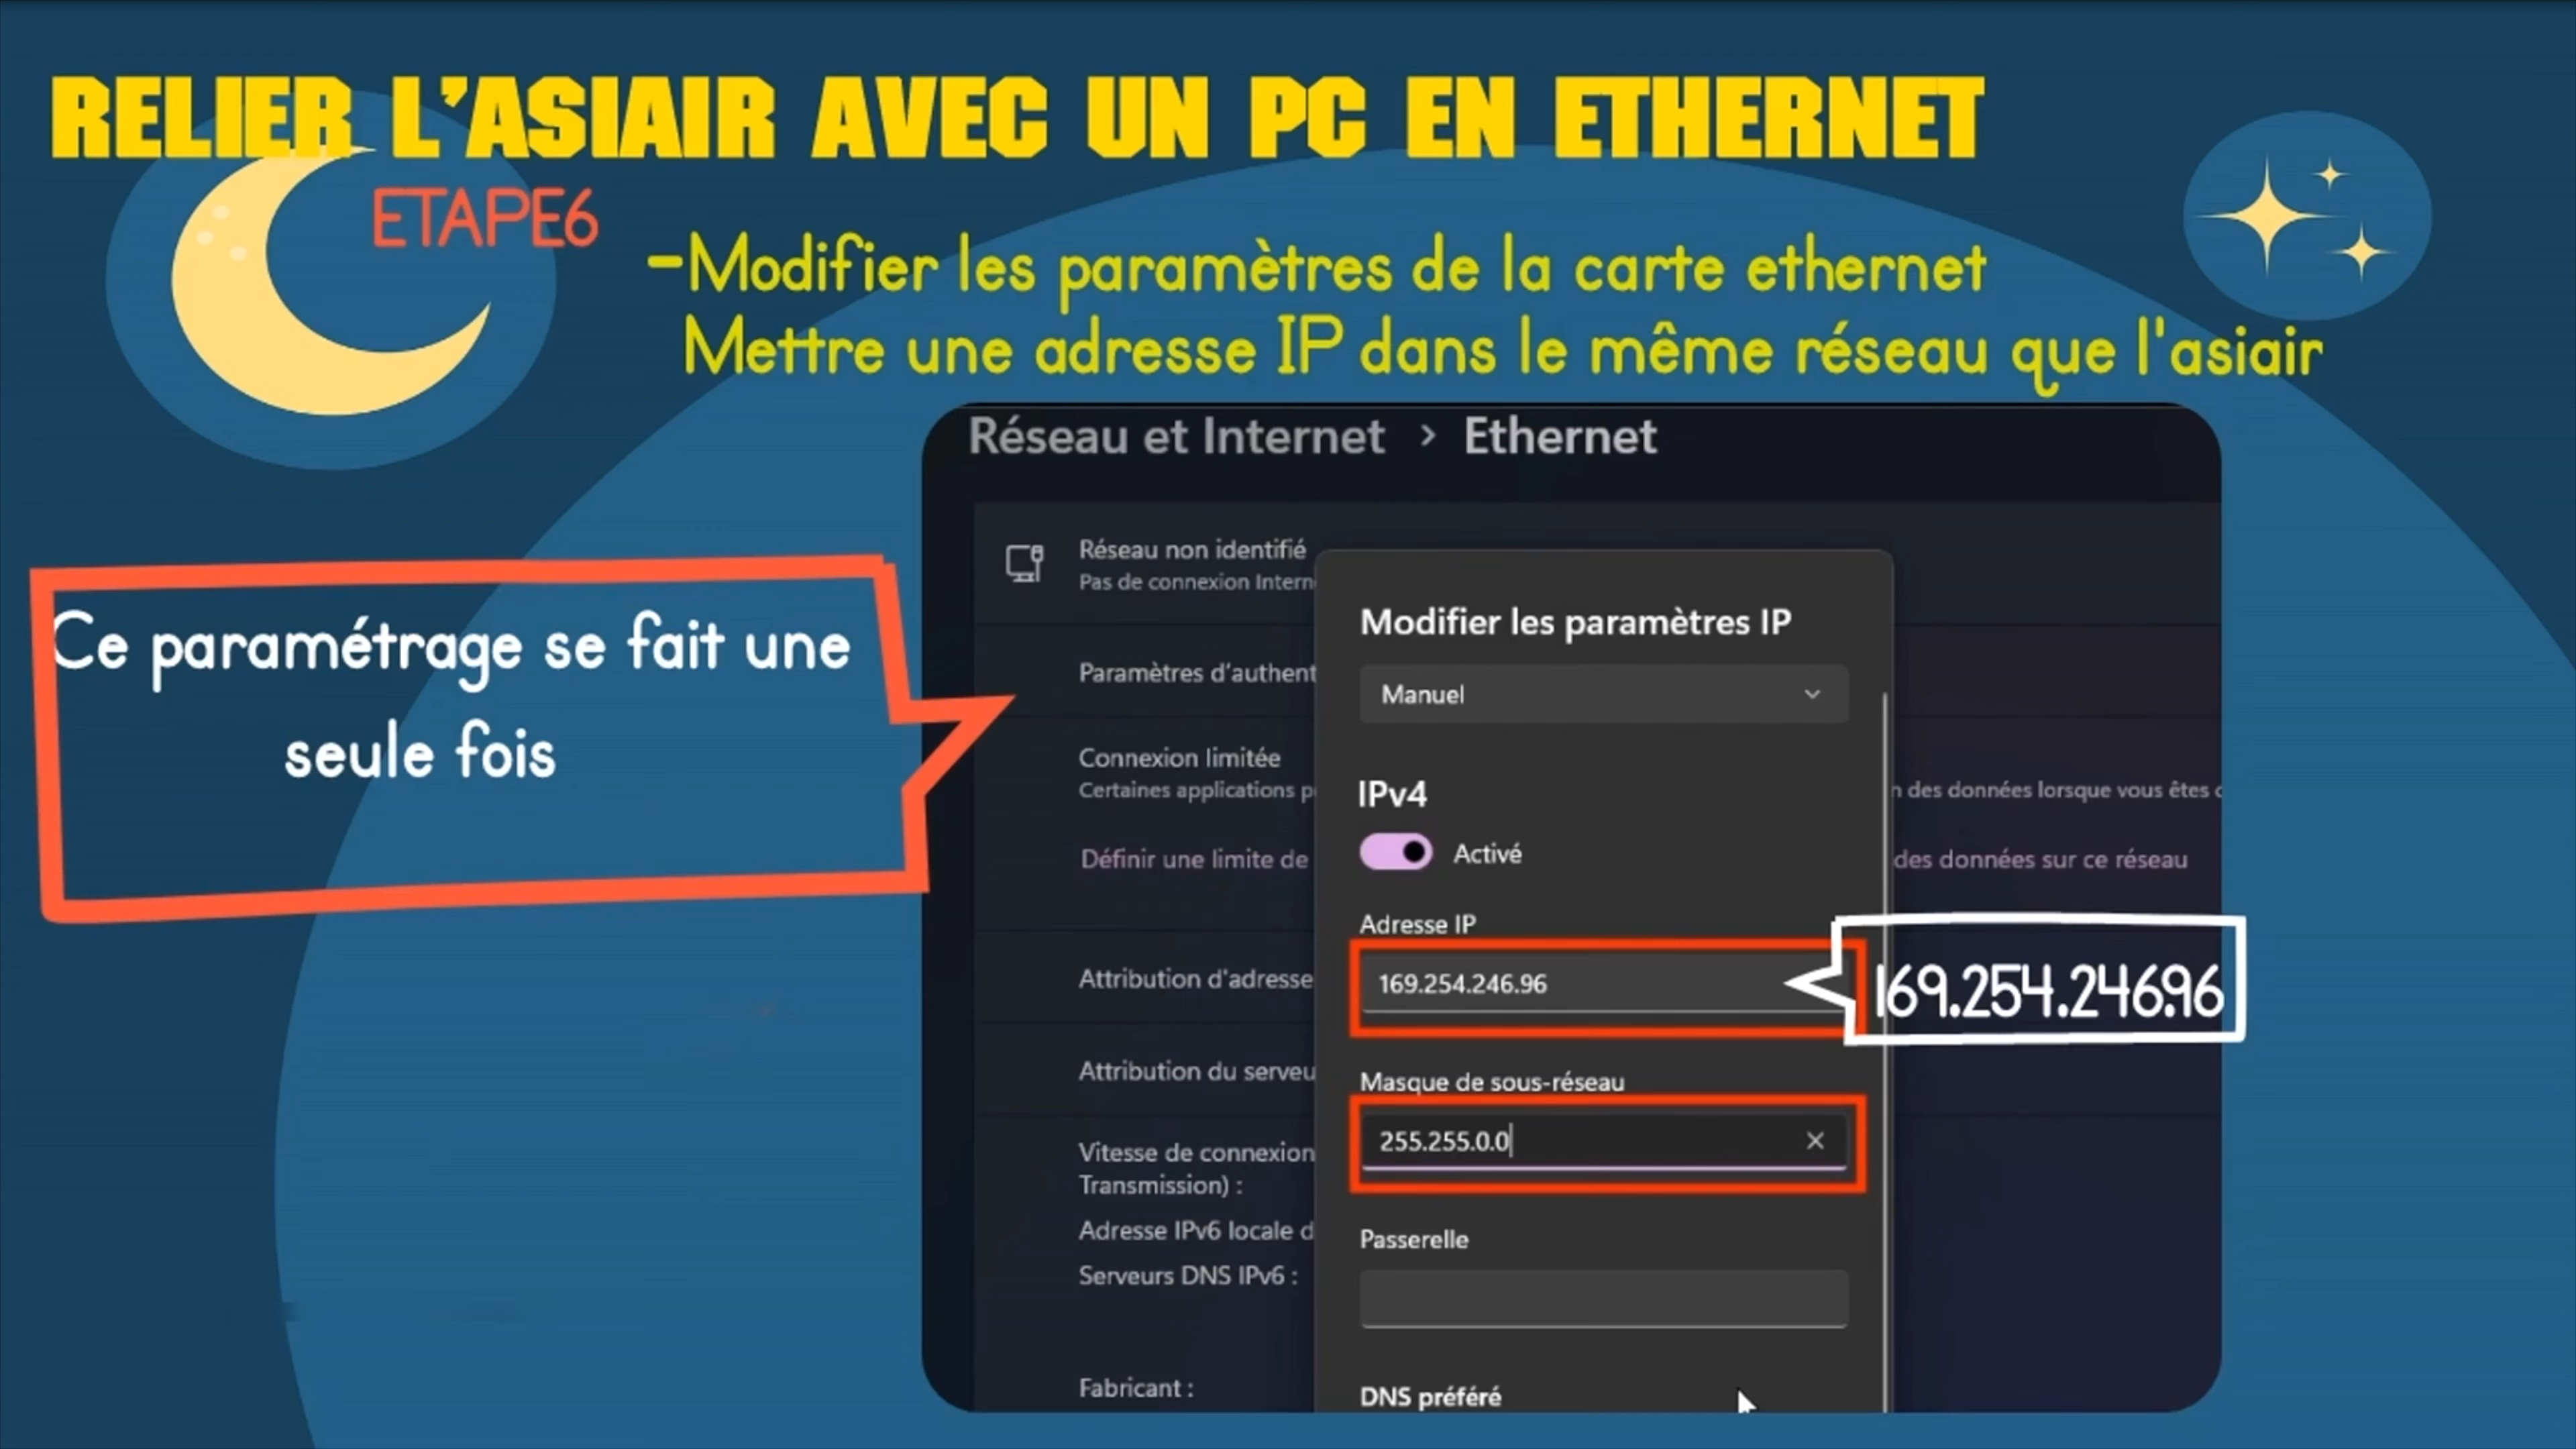 RELIER L'ASIAIR AVEC UN PC EN ETHERNET
ETAPE6
-Modifier les paramètres de la carte ethernet
Mettre une adresse IP dans le même réseau que l'asiair
Ce paramétrage se fait une
seule fois
Réseau et Internet > Ethernet
Réseau non identifié
Pas de connexion Intern
Paramètres d'authent
Connexion limitée
Certaines applications p
n des données lorsque vous êtes c
Définir une limite de
des données sur ce réseau
Attribution d'adresse
Attribution du serveu
Vitesse de connexion
Transmission) :
Adresse IPv6 locale d
Serveurs DNS IPv6 :
Fabricant :
Modifier les paramètres IP
Manuel
IPv4
Activé
Adresse IP
169.254.246.96
169.254.246.96
Masque de sous-réseau
255.255.0.0
Passerelle
DNS préféré